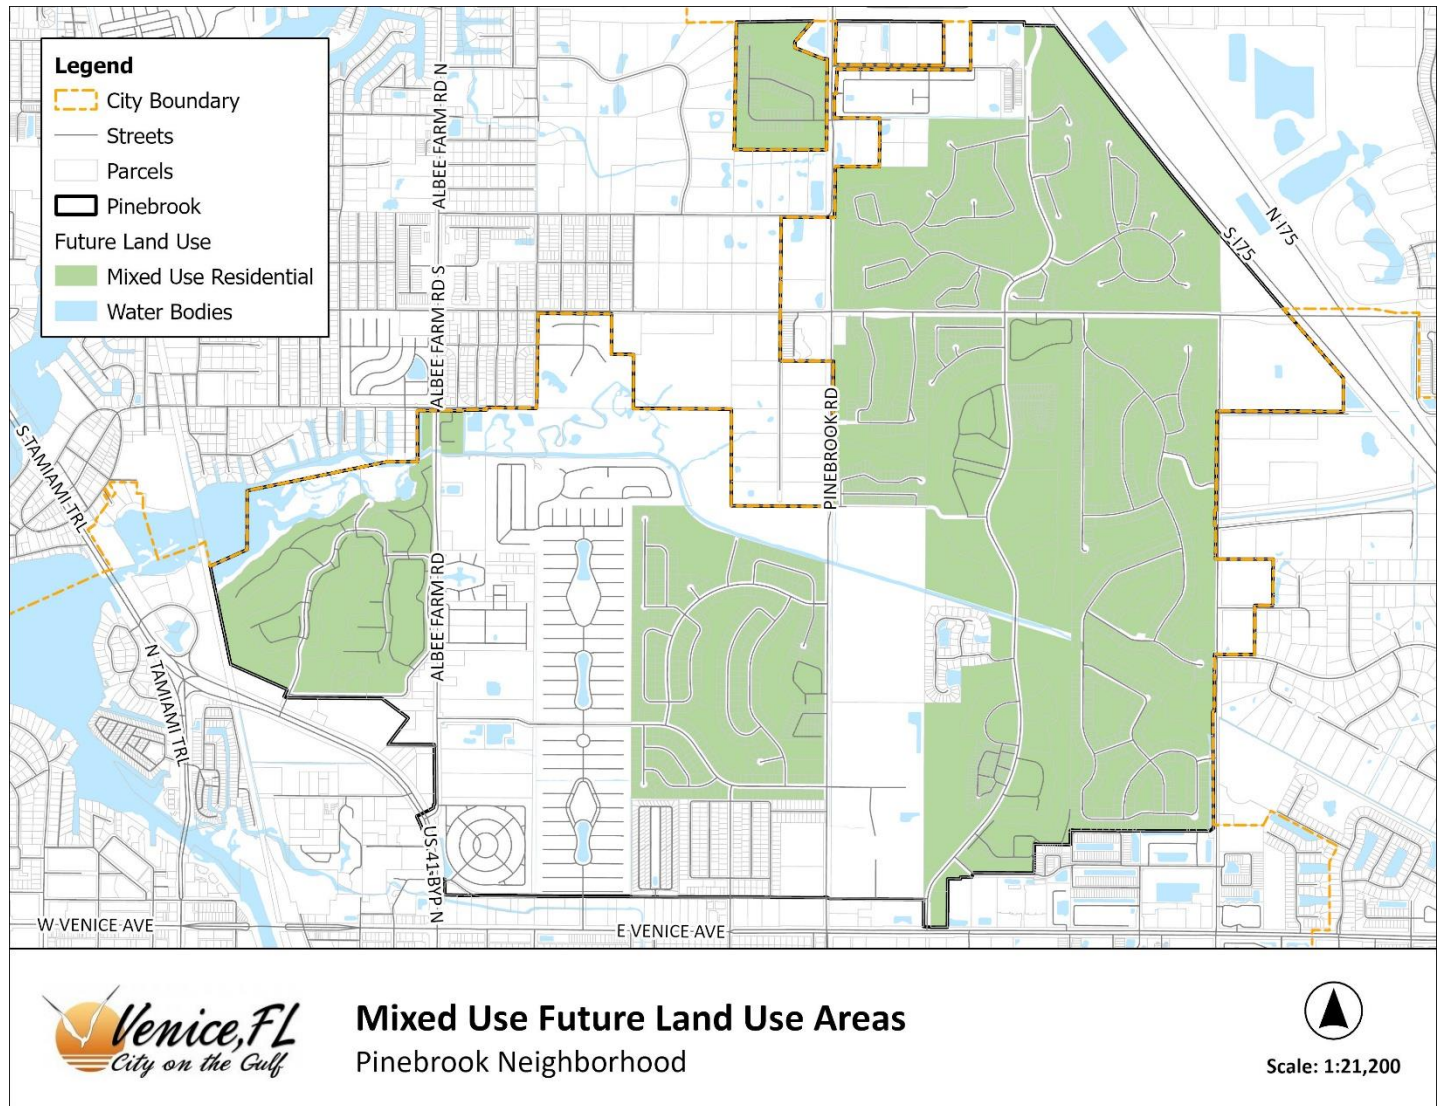 Legend
City Boundary
Streets
Parcels
Pinebrook
Future Land Use
Mixed Use Residential
Water Bodies
ALBEE FARM RD N
ALBEE FARM RD S
ALBEE FARM RD
PINEBROOK RD
N I75
S I75
S TAMIAMI TRL
N TAMIAMI TRL
US 41 BYP N
W VENICE AVE
E VENICE AVE
Venice, FL
City on the Gulf
Mixed Use Future Land Use Areas
Pinebrook Neighborhood
Scale: 1:21,200